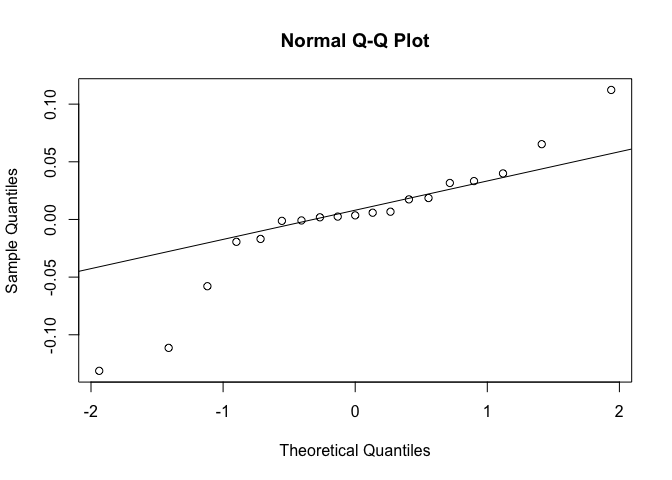 Normal Q-Q Plot
0.10
0.05
0.00
-0.05
-0.10
Sample Quantiles
-2 -1 0 1 2
Theoretical Quantiles